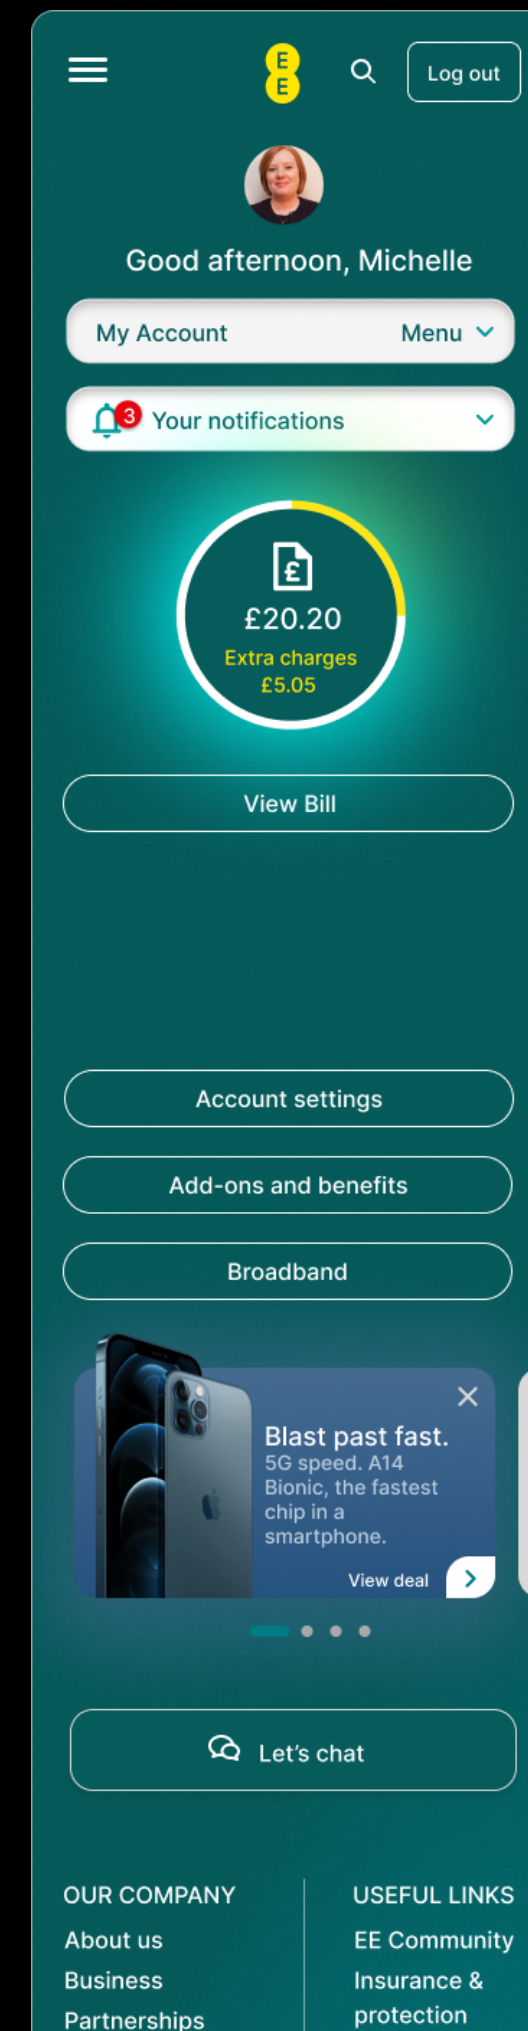 E
E
Log out
Good afternoon, Michelle
My Account
Menu
3
Your notifications
£
£20.20
Extra charges
£5.05
View Bill
Account settings
Add-ons and benefits
Broadband
Blast past fast.
5G speed. A14
Bionic, the fastest
chip in a
smartphone.
View deal
Let's chat
OUR COMPANY
About us
Business
Partnerships
USEFUL LINKS
EE Community
Insurance &
protection